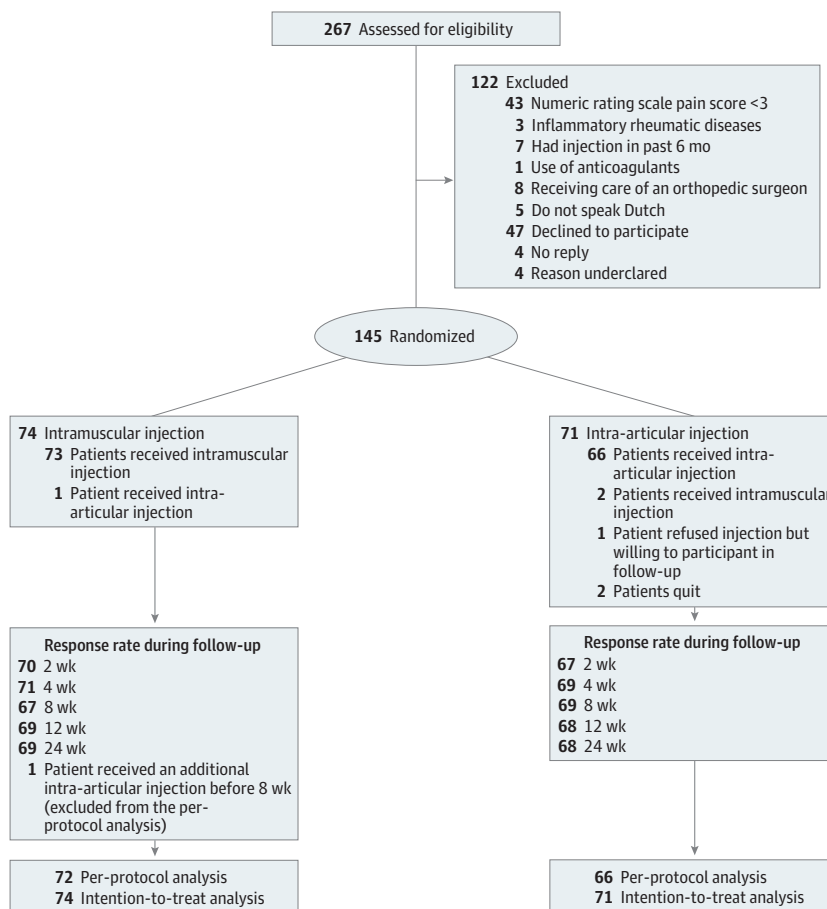 267 Assessed for eligibility
122 Excluded
43 Numeric rating scale pain score <3
3 Inflammatory rheumatic diseases
7 Had injection in past 6 mo
1 Use of anticoagulants
8 Receiving care of an orthopedic surgeon
5 Do not speak Dutch
47 Declined to participate
4 No reply
4 Reason underclared
145 Randomized
74 Intramuscular injection
73 Patients received intramuscular
injection
1 Patient received intra-
articular injection
71 Intra-articular injection
66 Patients received intra-
articular injection
2 Patients received intramuscular
injection
1 Patient refused injection but
willing to participant in
follow-up
2 Patients quit
Response rate during follow-up
70 2 wk
71 4 wk
67 8 wk
69 12 wk
69 24 wk
1 Patient received an additional
intra-articular injection before 8 wk
(excluded from the per-
protocol analysis)
Response rate during follow-up
67 2 wk
69 4 wk
69 8 wk
68 12 wk
68 24 wk
72 Per-protocol analysis
74 Intention-to-treat analysis
66 Per-protocol analysis
71 Intention-to-treat analysis